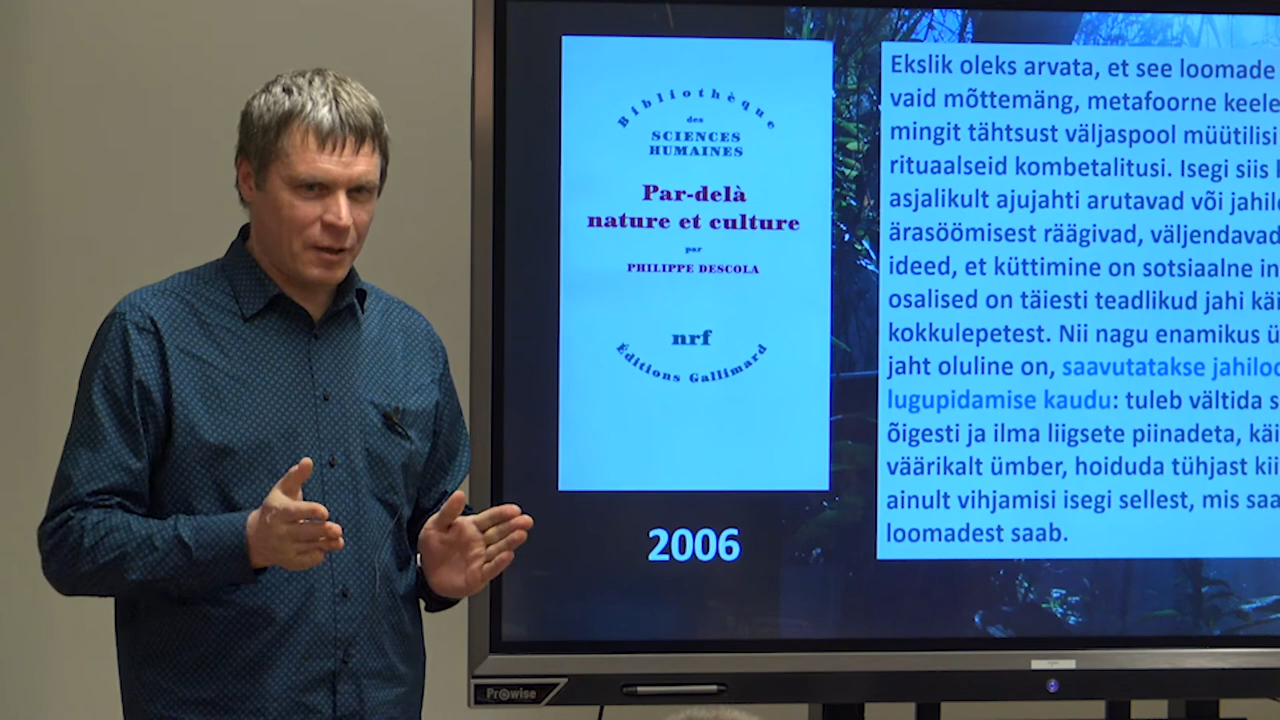 Bibliothèque
des
SCIENCES
HUMAINES
Par-delà
nature et culture
par
PHILIPPE DESCOLA
nrf
Éditions Gallimard
2006
Ekslik oleks arvata, et see loomade
vaid mõttemäng, metafoorne keele
mingit tähtsust väljaspool müütilisi
rituaalseid kombetalitusi. Isegi siis
asjalikult ajujahti arutavad või jahil
ärasöömisest räägivad, väljendavad
ideed, et küttimine on sotsiaalne in
osalised on täiesti teadlikud jahi käi
kokkulepetest. Nii nagu enamikus ü
jaht oluline on, saavutatakse jahiloo
lugupidamise kaudu: tuleb vältida s
õigesti ja ilma liigsete piinadeta, käi
väärikalt ümber, hoiduda tühjast kii
ainult vihjamisi isegi sellest, mis saa
loomadest saab.
Prowise